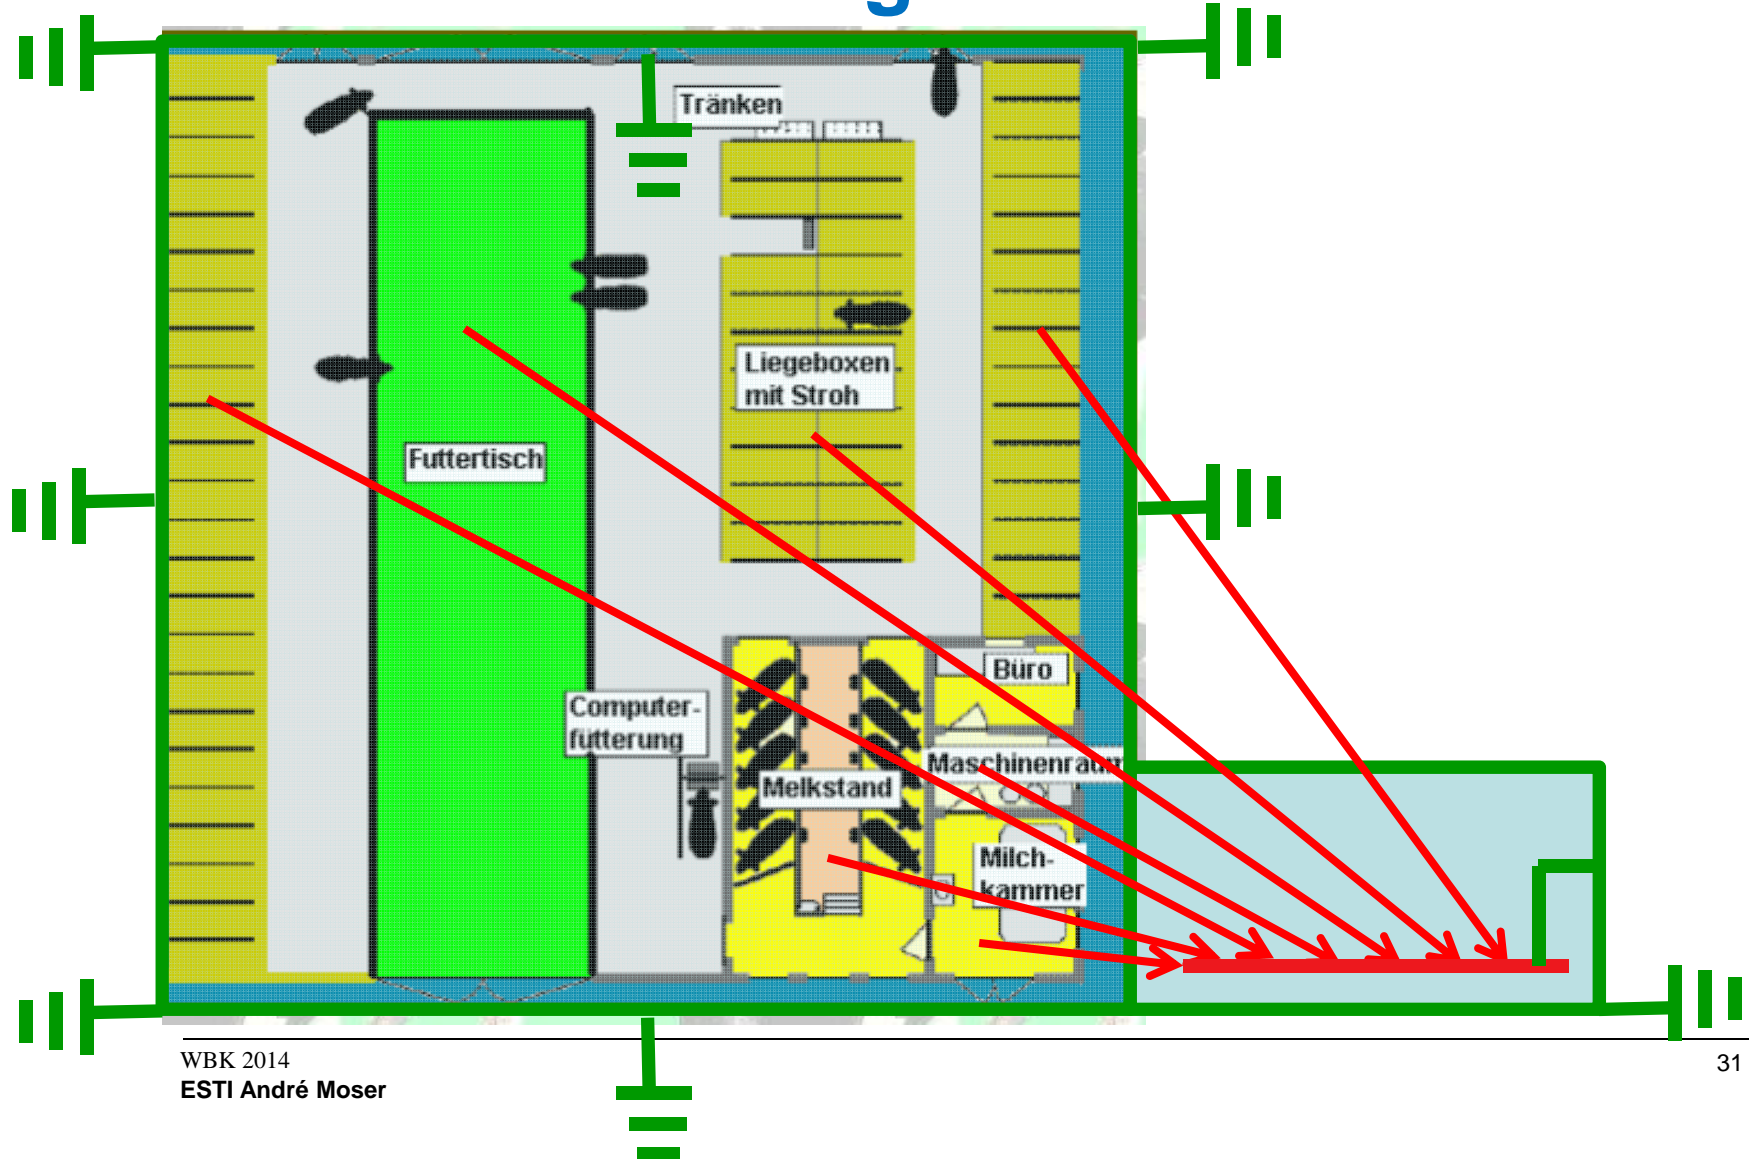 Tränken
Liegeboxen
mit Stroh
Futtertisch
Büro
Computer-
fütterung
Maschinenraum
Melkstand
Milch-
kammer
WBK 2014
ESTI André Moser
31